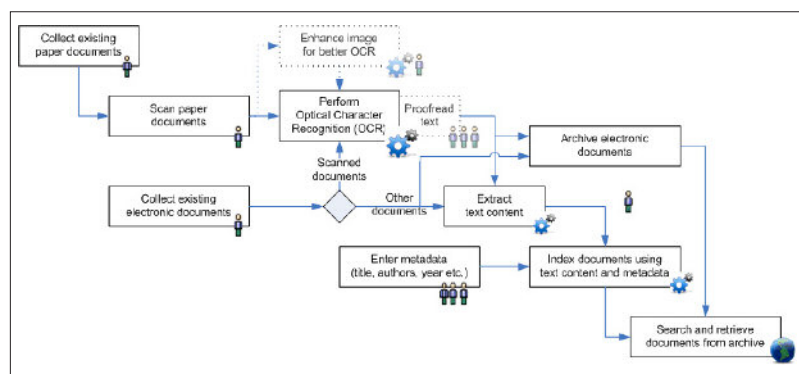 Collect existing
paper documents
Enhance image
for better OCR
Scan paper
documents
Perform
Optical Character
Recognition (OCR)
Proofread
text
Archive electronic
documents
Scanned
documents
Collect existing
electronic documents
Other
documents
Extract
text content
Enter metadata
(title, authors, year etc.)
Index documents using
text content and metadata
Search and retrieve
documents from archive